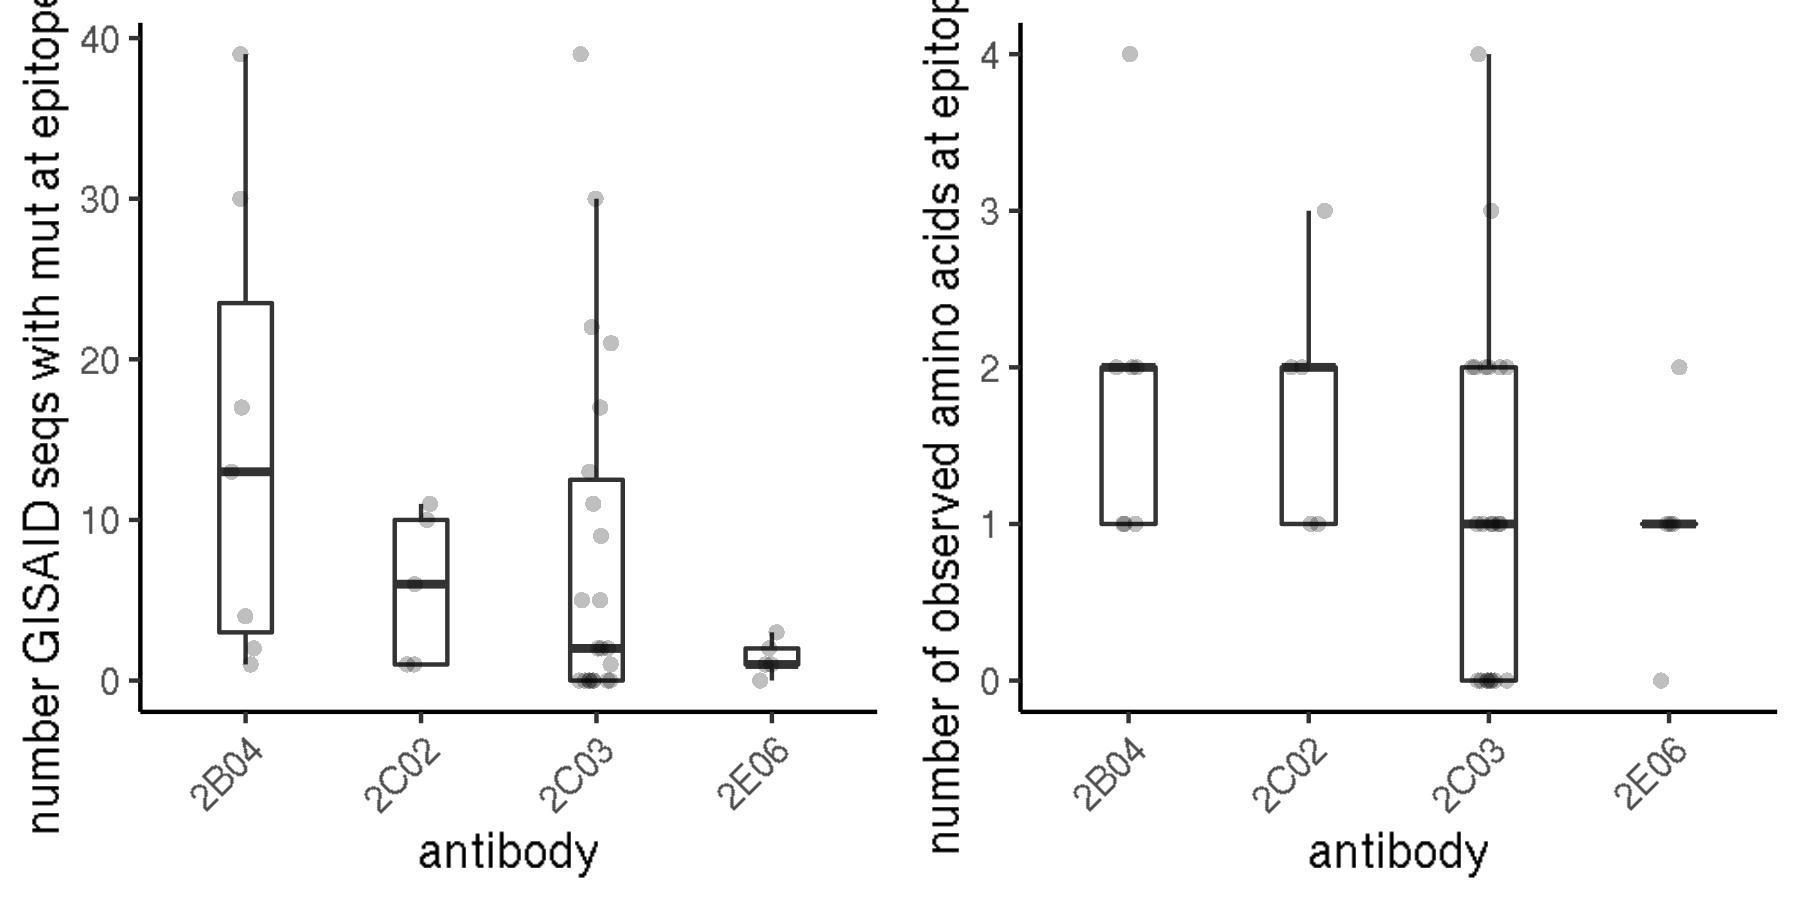 number GISAID seqs with mut at epitope
40
30
20
10
0
2B04
2C02
2C03
2E06
antibody
number of observed amino acids at
4
3
2
1
0
2B04
2C02
2C03
2E06
antibody